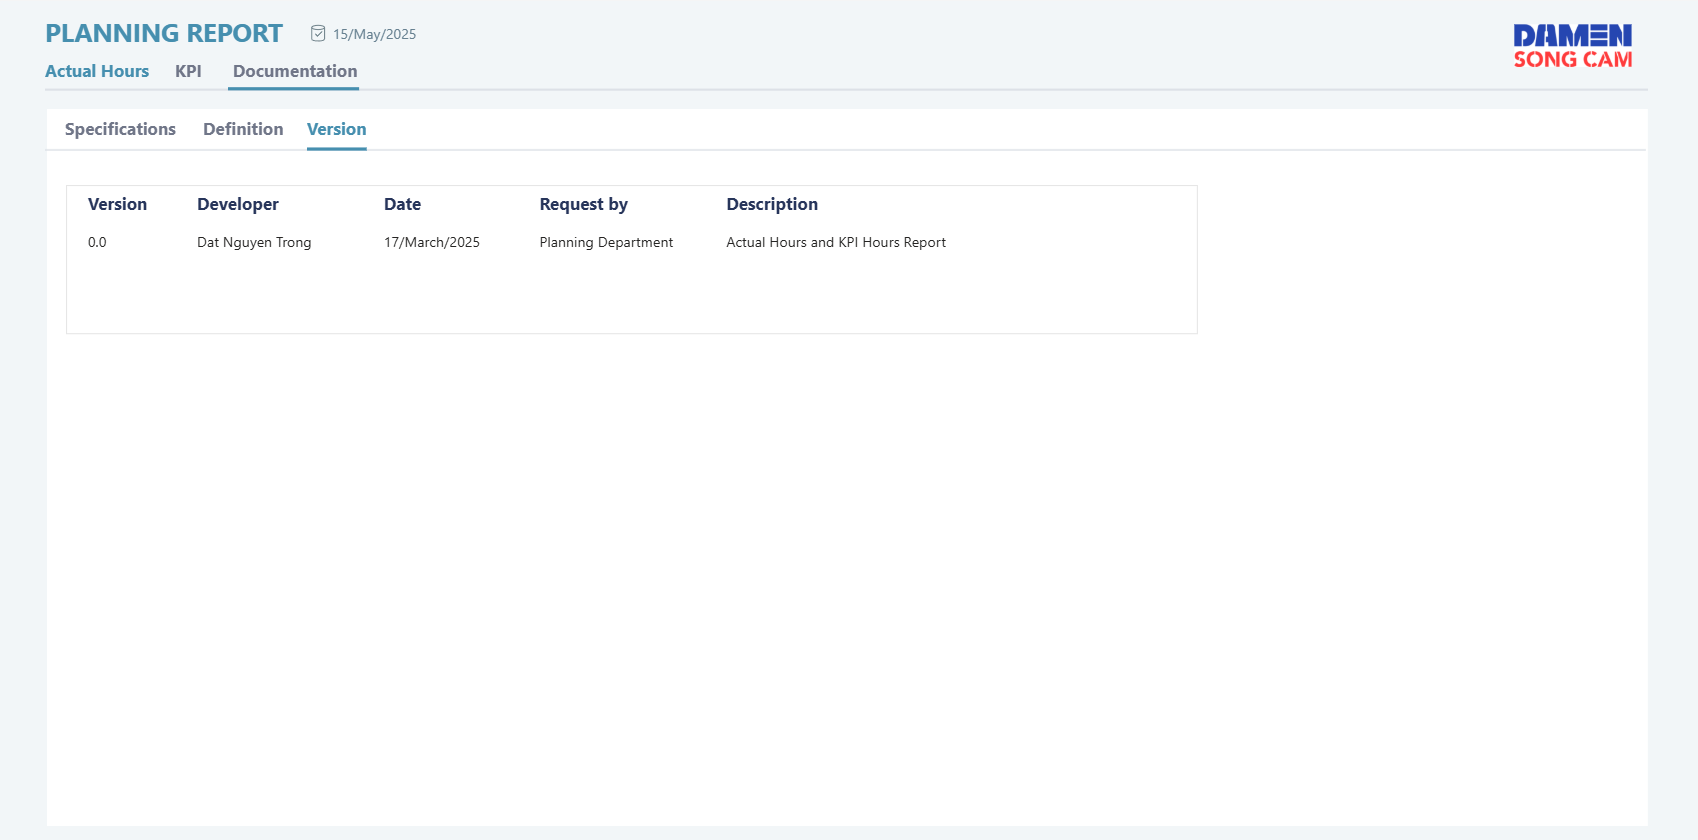 PLANNING REPORT 15/May/2025
DAMEN
SONG CAM
Actual Hours KPI Documentation
Specifications Definition Version
Version Developer Date Request by Description
0.0 Dat Nguyen Trong 17/March/2025 Planning Department Actual Hours and KPI Hours Report